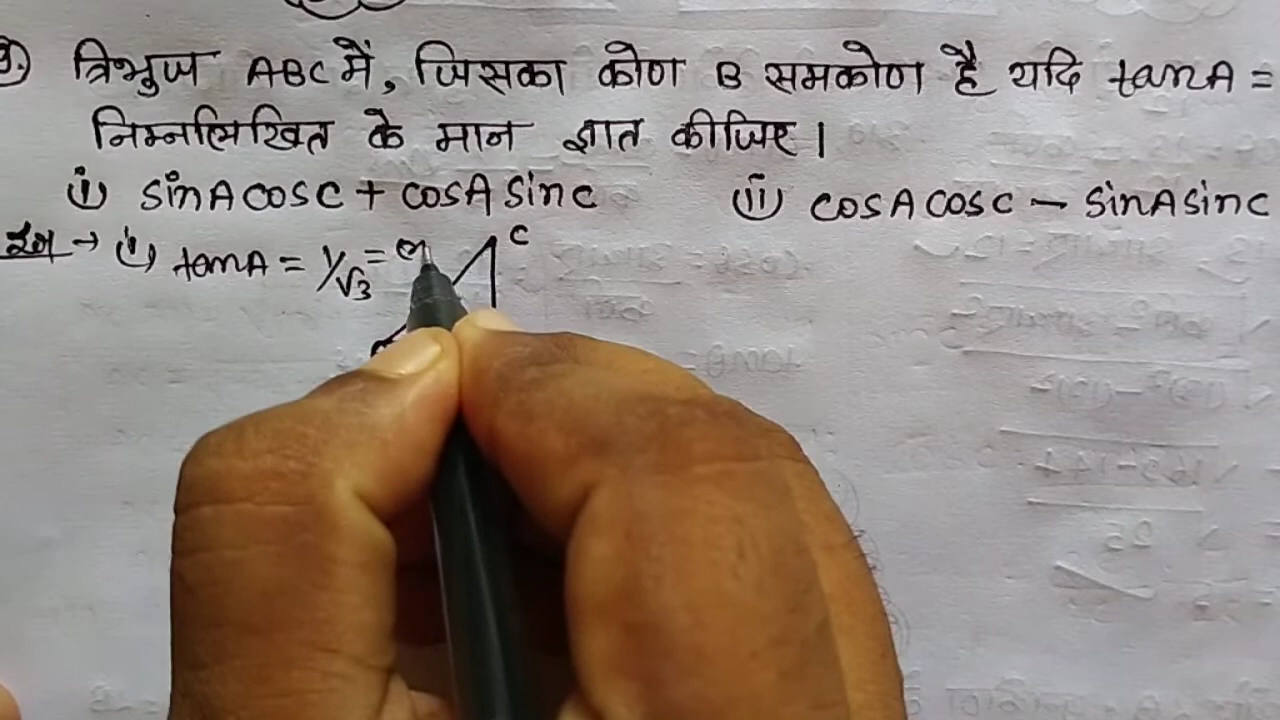 त्रिभुज ABC में, जिसका कोण B समकोण है यदि tanA =
निम्नलिखित के मान ज्ञात कीजिए।
(i) sinA cosC + cosA sinC (ii) cosA cosC - sinA sinC
हल → (i) tanA = 1/√3 =
C